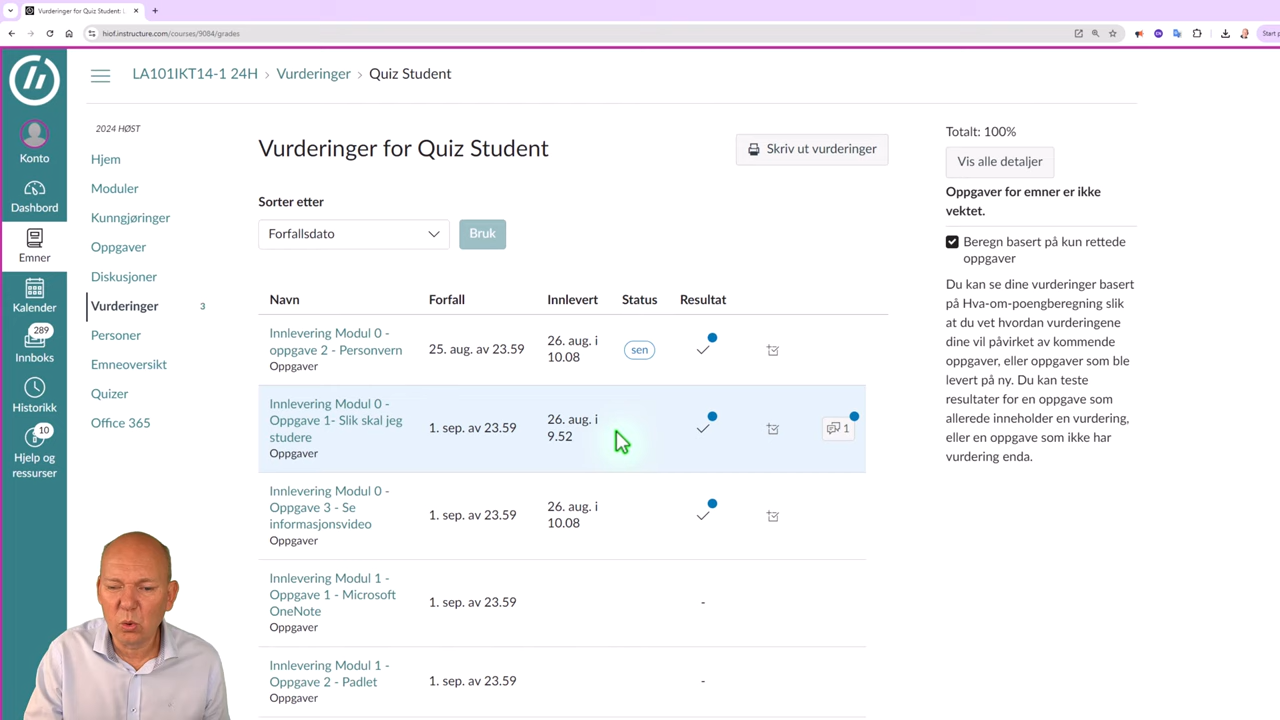 Vurderinger for Quiz Student: L
hiof.instructure.com/courses/9084/grades
Start p
LA101IKT14-1 24H › Vurderinger › Quiz Student
2024 HØST
Konto
Dashbord
Emner
Kalender
289
Innboks
Historikk
10
Hjelp og
ressurser
Hjem
Moduler
Kunngjøringer
Oppgaver
Diskusjoner
Vurderinger 3
Personer
Emneoversikt
Quizer
Office 365
Vurderinger for Quiz Student
Skriv ut vurderinger
Sorter etter
Forfallsdato
Bruk
Navn Forfall Innlevert Status Resultat
Innlevering Modul 0 -
oppgave 2 - Personvern
Oppgaver
25. aug. av 23.59
26. aug. i
10.08
sen
Innlevering Modul 0 -
Oppgave 1- Slik skal jeg
studere
Oppgaver
1. sep. av 23.59
26. aug. i
9.52
1
Innlevering Modul 0 -
Oppgave 3 - Se
informasjonsvideo
Oppgaver
1. sep. av 23.59
26. aug. i
10.08
Innlevering Modul 1 -
Oppgave 1 - Microsoft
OneNote
Oppgaver
1. sep. av 23.59
-
Innlevering Modul 1 -
Oppgave 2 - Padlet
Oppgaver
1. sep. av 23.59
-
Totalt: 100%
Vis alle detaljer
Oppgaver for emner er ikke
vektet.
Beregn basert på kun rettede
oppgaver
Du kan se dine vurderinger basert
på Hva-om-poengberegning slik
at du vet hvordan vurderingene
dine vil påvirket av kommende
oppgaver, eller oppgaver som ble
levert på ny. Du kan teste
resultater for en oppgave som
allerede inneholder en vurdering,
eller en oppgave som ikke har
vurdering enda.